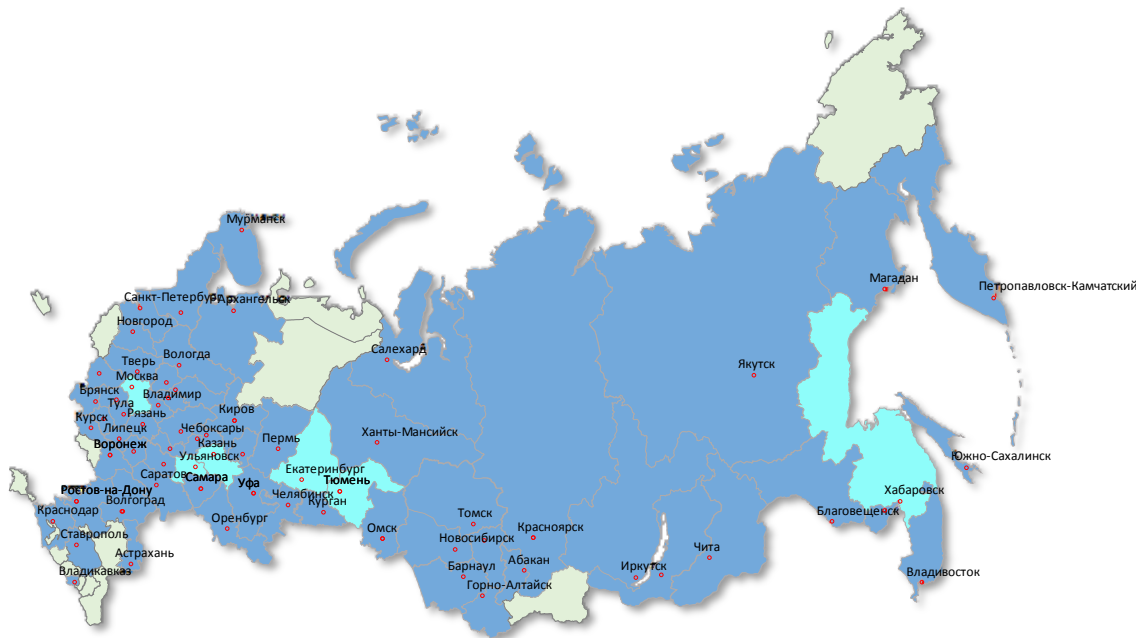 Мурманск
Санкт-Петербург
Архангельск
Новгород
Магадан
Петропавловск-Камчатский
Вологда
Салехард
Тверь
Москва
Якутск
Брянск
Владимир
Тула
Рязань
Киров
Курск
Липецк
Чебоксары
Пермь
Ханты-Мансийск
Воронеж
Казань
Ульяновск
Екатеринбург
Южно-Сахалинск
Саратов
Самара
Уфа
Тюмень
Ростов-на-Дону
Челябинск
Курган
Хабаровск
Краснодар
Волгоград
Оренбург
Омск
Томск
Красноярск
Благовещенск
Ставрополь
Новосибирск
Астрахань
Чита
Владикавказ
Барнаул
Абакан
Иркутск
Владивосток
Горно-Алтайск